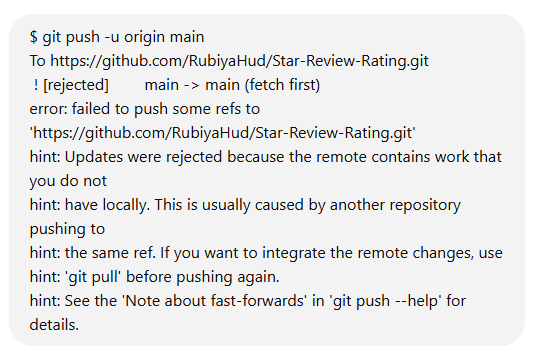 $ git push -u origin main
To https://github.com/RubiyaHud/Star-Review-Rating.git
! [rejected] main -> main (fetch first)
error: failed to push some refs to
'https://github.com/RubiyaHud/Star-Review-Rating.git'
hint: Updates were rejected because the remote contains work that
you do not
hint: have locally. This is usually caused by another repository
pushing to
hint: the same ref. If you want to integrate the remote changes, use
hint: 'git pull' before pushing again.
hint: See the 'Note about fast-forwards' in 'git push --help' for
details.